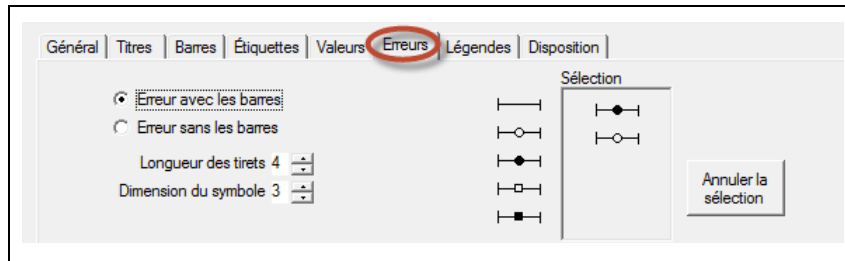 Général Titres Barres Étiquettes Valeurs Erreurs Légendes Disposition
Sélection
Erreur avec les barres
Erreur sans les barres
Longueur des tirets 4
Dimension du symbole 3
Annuler la
sélection